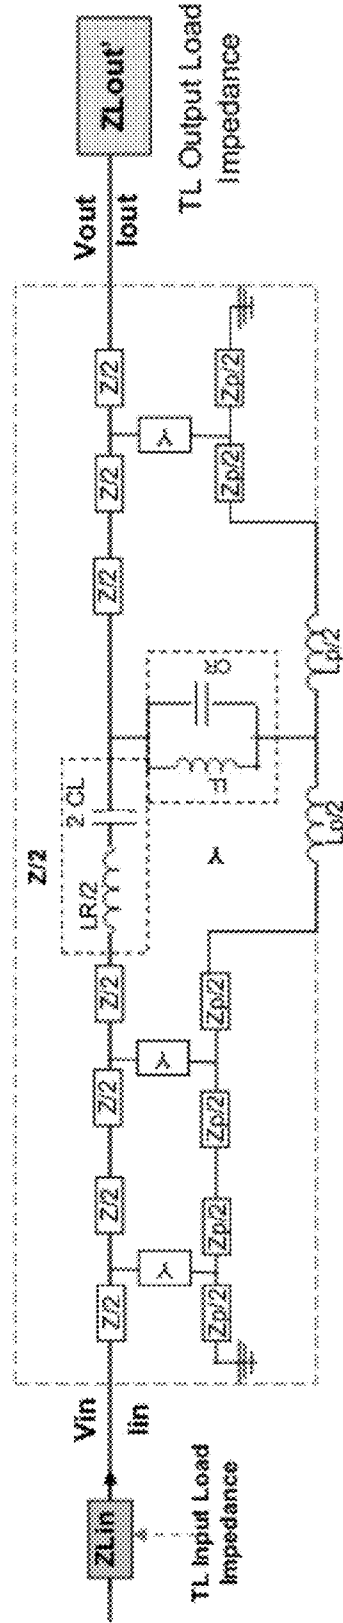 Z/2
LR/2 2 CL
ZLin
Vin
Iin
Z/2 Z/2 Z/2 Z/2 Z/2 Z/2 Z/2
Vout
Iout
ZLout'
Y Y Y
Y
TL Input Load
Impedance
Zp/2 Zp/2 Zp/2 Zp/2 Zp/2 Zp/2
TL Output Load
Impedance
Lp/2 Lp/2